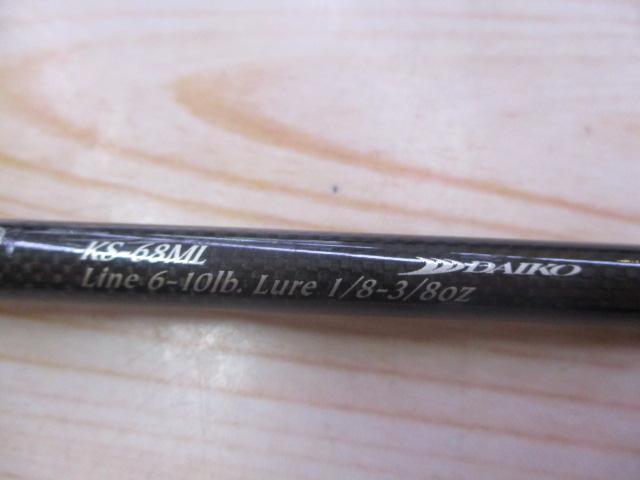 KS-68ML
DAIKO
Line 6-10lb. Lure 1/8-3/8oz